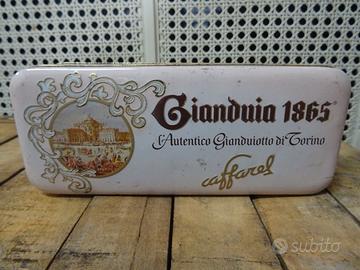 Gianduia 1865
L'Autentico Gianduiotto di Torino
caffarel
subito